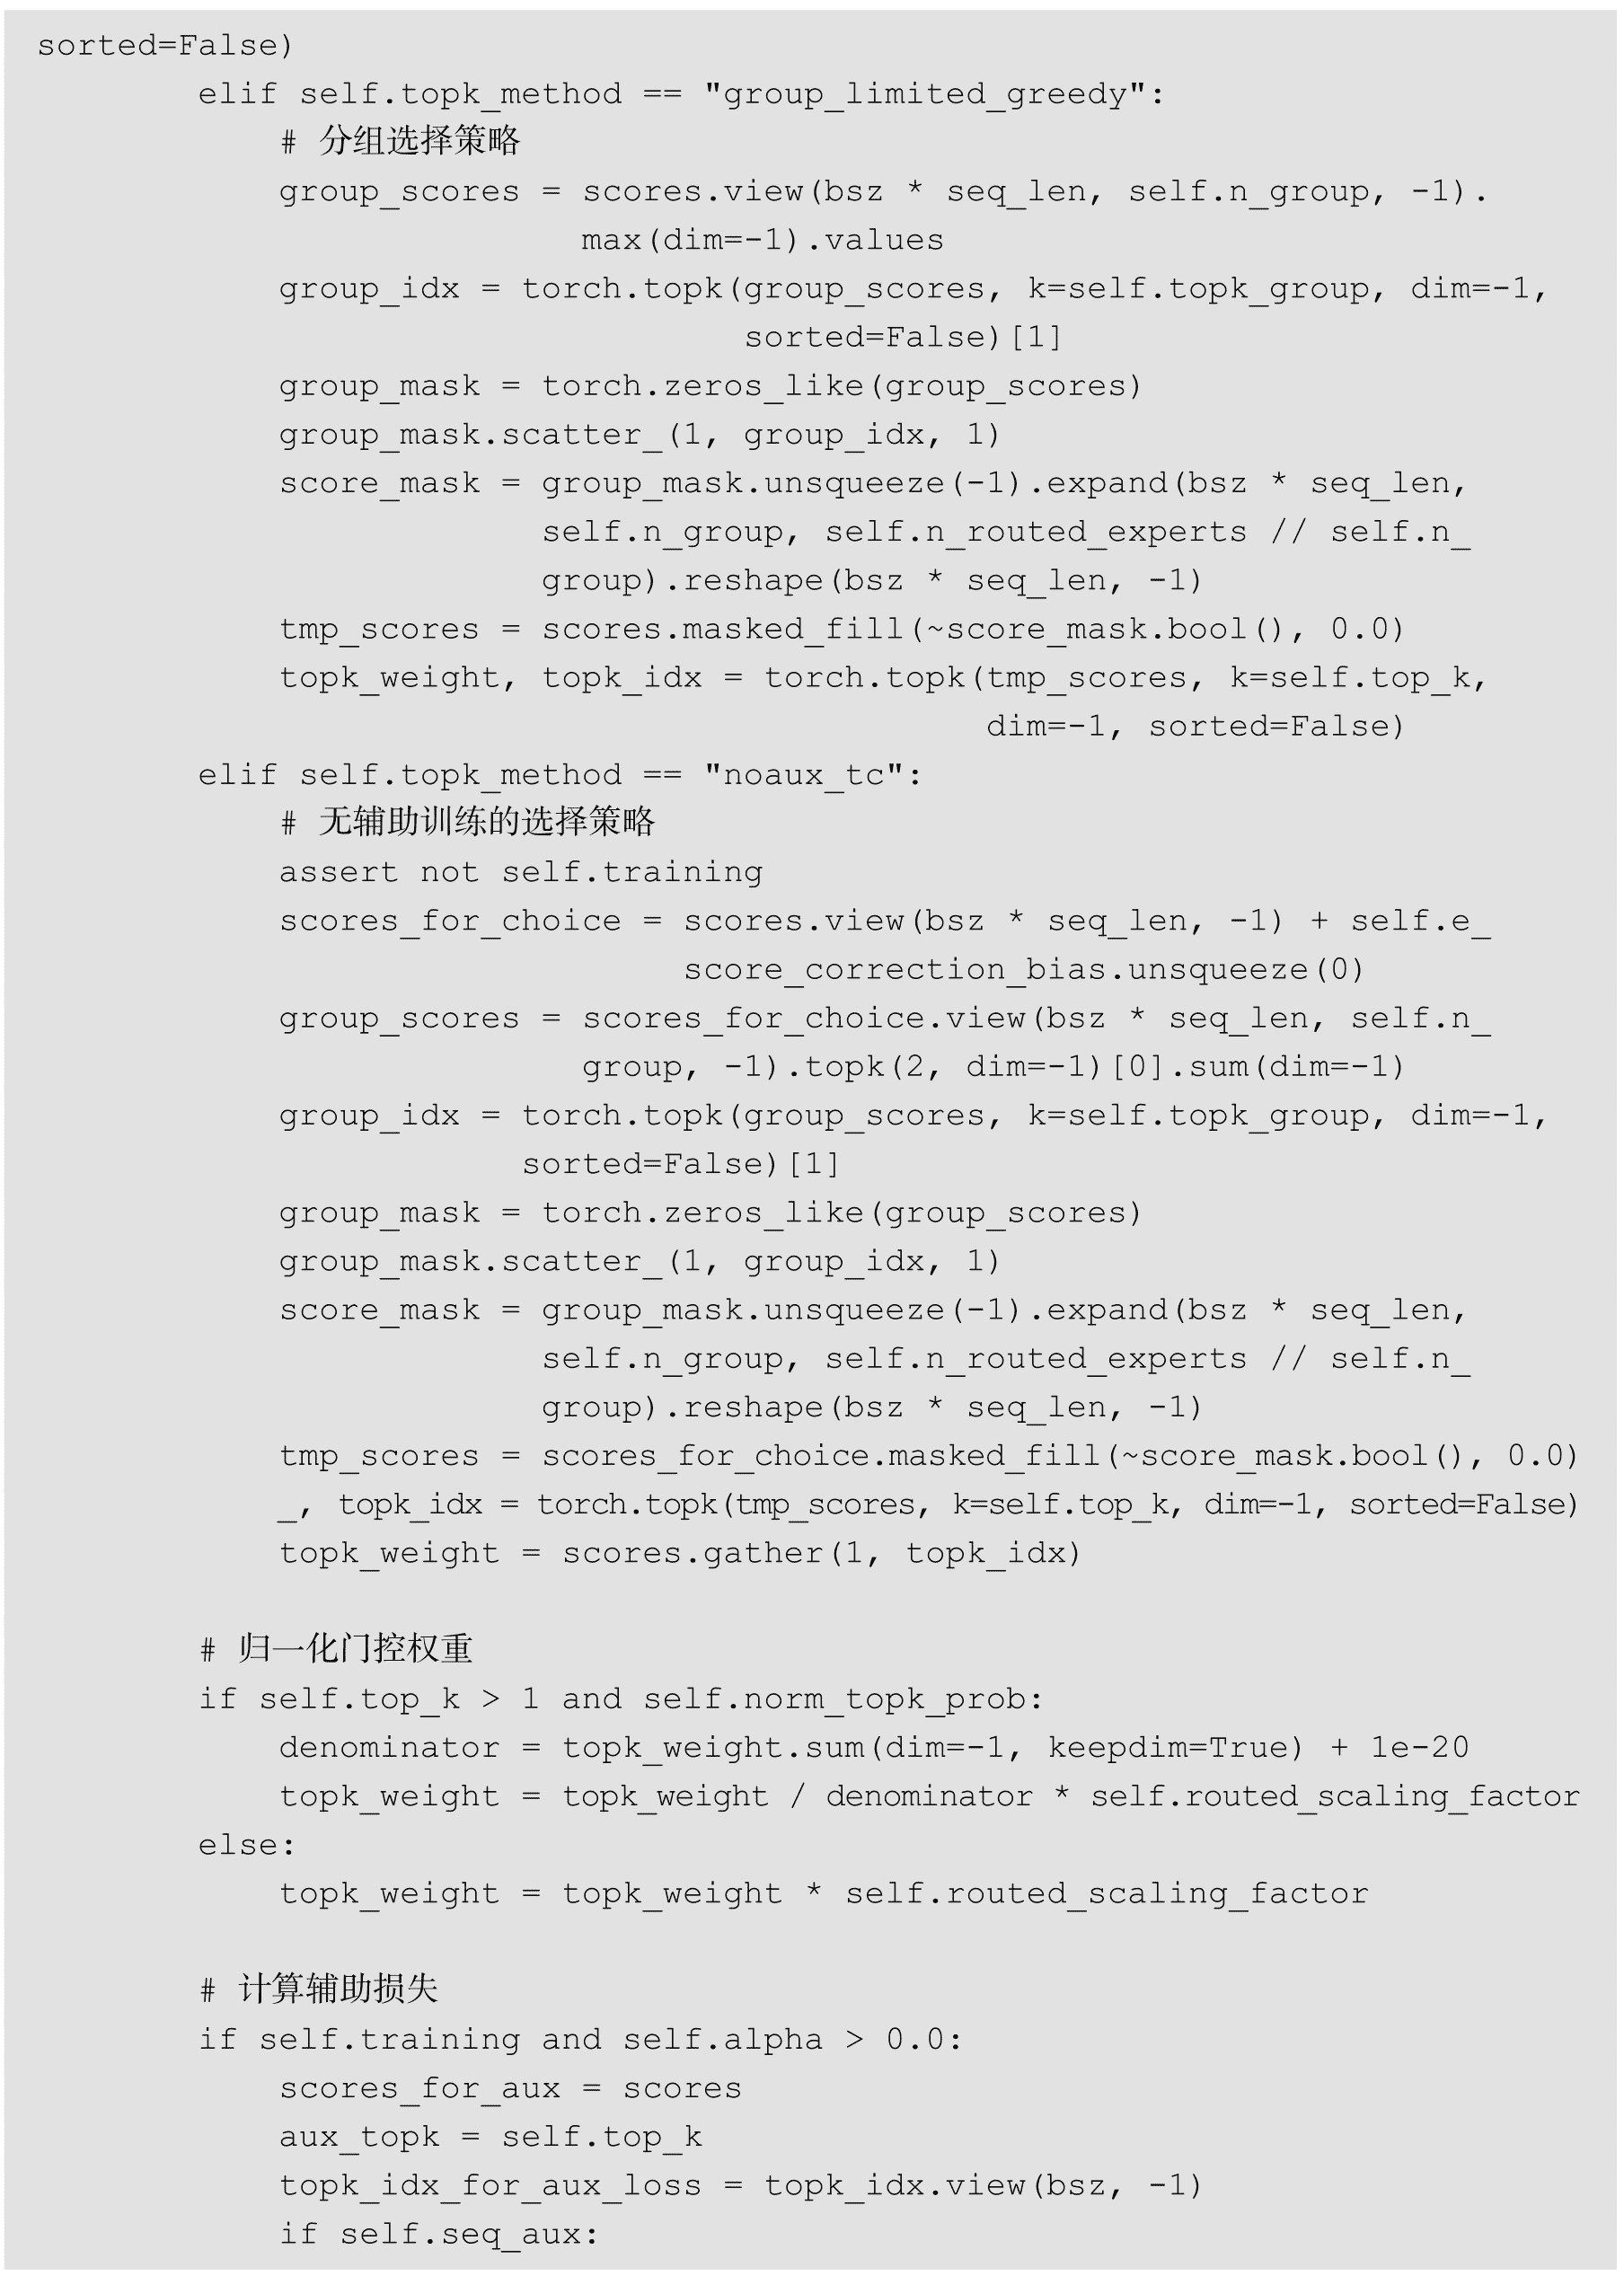 sorted=False)
        elif self.topk_method == "group_limited_greedy":
            # 分组选择策略
            group_scores = scores.view(bsz * seq_len, self.n_group, -1).
                           max(dim=-1).values
            group_idx = torch.topk(group_scores, k=self.topk_group, dim=-1,
                                   sorted=False)[1]
            group_mask = torch.zeros_like(group_scores)
            group_mask.scatter_(1, group_idx, 1)
            score_mask = group_mask.unsqueeze(-1).expand(bsz * seq_len,
                         self.n_group, self.n_routed_experts // self.n_
                         group).reshape(bsz * seq_len, -1)
            tmp_scores = scores.masked_fill(~score_mask.bool(), 0.0)
            topk_weight, topk_idx = torch.topk(tmp_scores, k=self.top_k,
                                               dim=-1, sorted=False)
        elif self.topk_method == "noaux_tc":
            # 无辅助训练的选择策略
            assert not self.training
            scores_for_choice = scores.view(bsz * seq_len, -1) + self.e_
                                score_correction_bias.unsqueeze(0)
            group_scores = scores_for_choice.view(bsz * seq_len, self.n_
                           group, -1).topk(2, dim=-1)[0].sum(dim=-1)
            group_idx = torch.topk(group_scores, k=self.topk_group, dim=-1,
                        sorted=False)[1]
            group_mask = torch.zeros_like(group_scores)
            group_mask.scatter_(1, group_idx, 1)
            score_mask = group_mask.unsqueeze(-1).expand(bsz * seq_len,
                         self.n_group, self.n_routed_experts // self.n_
                         group).reshape(bsz * seq_len, -1)
            tmp_scores = scores_for_choice.masked_fill(~score_mask.bool(), 0.0)
            _, topk_idx = torch.topk(tmp_scores, k=self.top_k, dim=-1, sorted=False)
            topk_weight = scores.gather(1, topk_idx)

        # 归一化门控权重
        if self.top_k > 1 and self.norm_topk_prob:
            denominator = topk_weight.sum(dim=-1, keepdim=True) + 1e-20
            topk_weight = topk_weight / denominator * self.routed_scaling_factor
        else:
            topk_weight = topk_weight * self.routed_scaling_factor

        # 计算辅助损失
        if self.training and self.alpha > 0.0:
            scores_for_aux = scores
            aux_topk = self.top_k
            topk_idx_for_aux_loss = topk_idx.view(bsz, -1)
            if self.seq_aux: